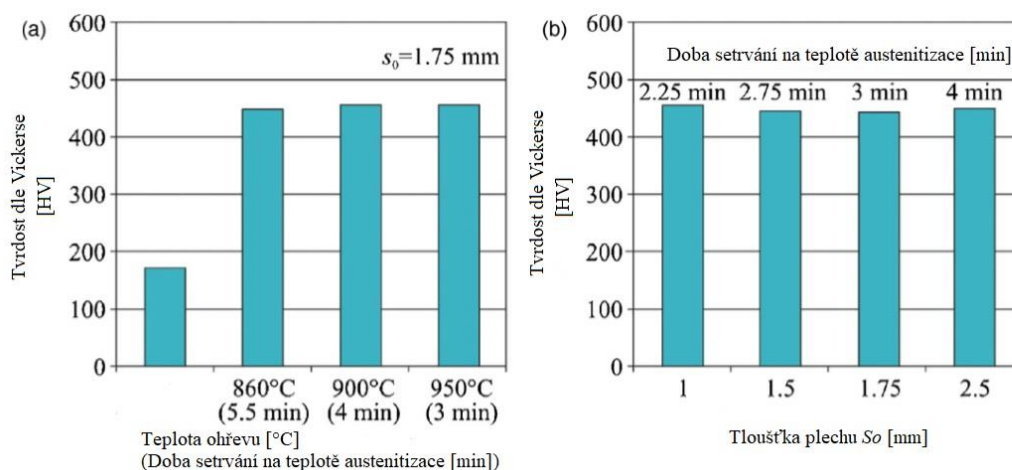 (a)
600
500
400
300
200
100
0
Tvrdost dle Vickerse
[HV]
s₀=1.75 mm
860°C
(5.5 min)
900°C
(4 min)
950°C
(3 min)
Teplota ohřevu [°C]
(Doba setrvání na teplotě austenitizace [min])
(b)
600
500
400
300
200
100
0
Tvrdost dle Vickerse
[HV]
Doba setrvání na teplotě austenitizace [min]
2.25 min
2.75 min
3 min
4 min
1
1.5
1.75
2.5
Tloušťka plechu So [mm]